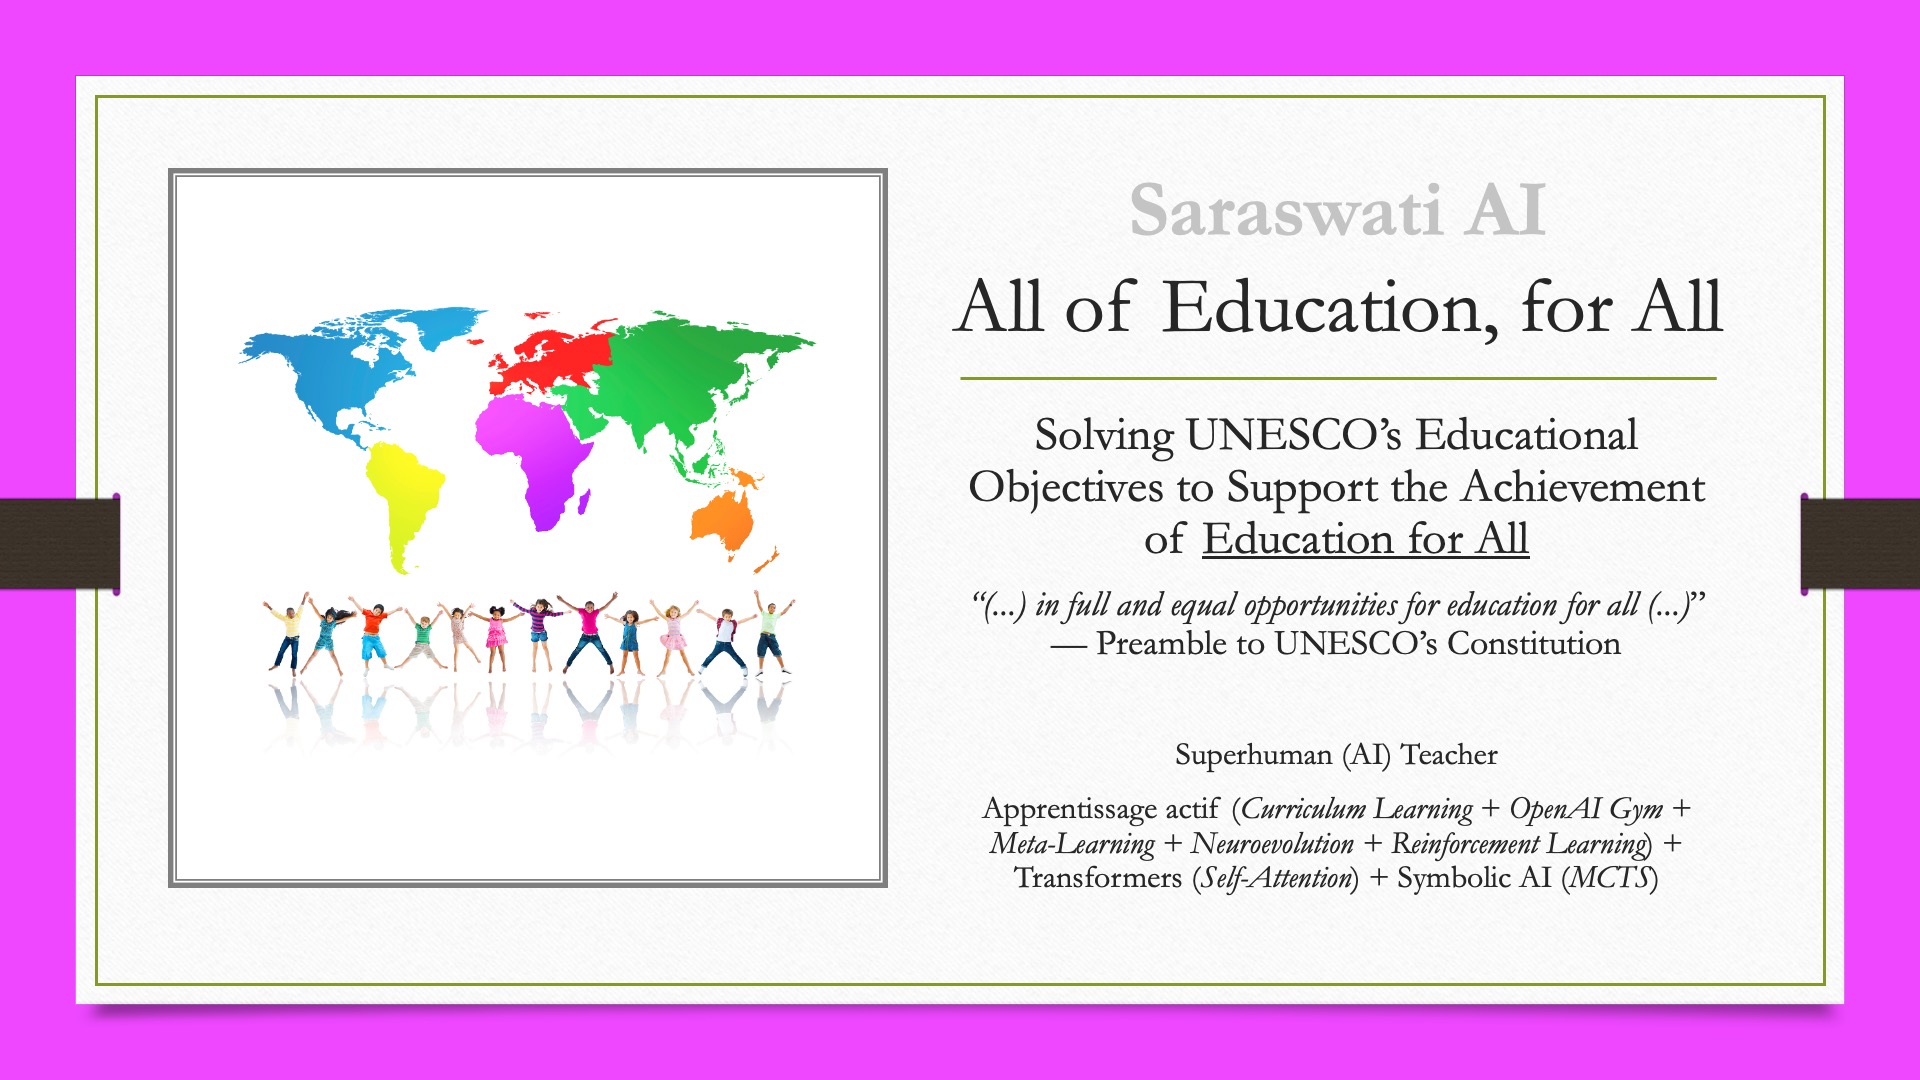 Saraswati AI
All of Education, for All
Solving UNESCO’s Educational
Objectives to Support the Achievement
of Education for All
“(...) in full and equal opportunities for education for all (...)”
— Preamble to UNESCO’s Constitution
Superhuman (AI) Teacher
Apprentissage actif (Curriculum Learning + OpenAI Gym +
Meta-Learning + Neuroevolution + Reinforcement Learning) +
Transformers (Self-Attention) + Symbolic AI (MCTS)